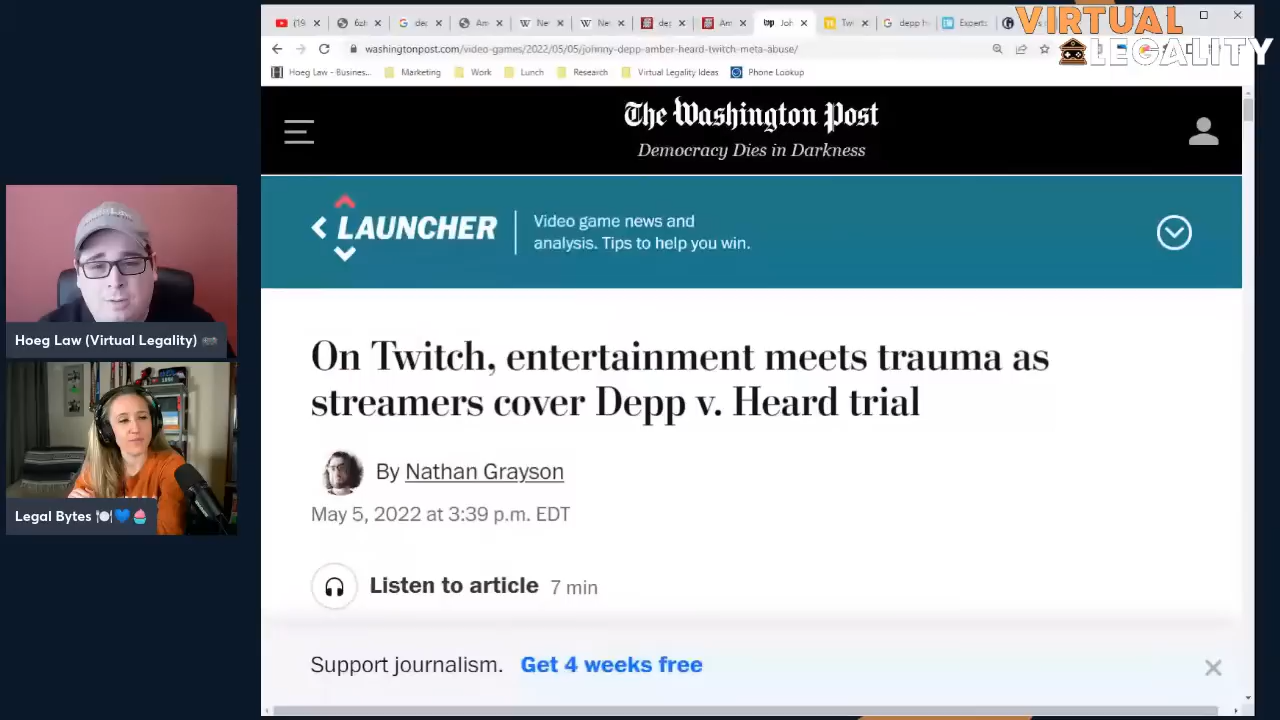 VIRTUAL
LEGALITY
washingtonpost.com/video-games/2022/05/05/johnny-depp-amber-heard-twitch-meta-abuse/
Hoeg Law - Busines... Marketing Work Lunch Research Virtual Legality Ideas Phone Lookup
The Washington Post
Democracy Dies in Darkness
LAUNCHER
Video game news and
analysis. Tips to help you win.
On Twitch, entertainment meets trauma as
streamers cover Depp v. Heard trial
By Nathan Grayson
May 5, 2022 at 3:39 p.m. EDT
Listen to article 7 min
Support journalism. Get 4 weeks free
Hoeg Law (Virtual Legality)
Legal Bytes